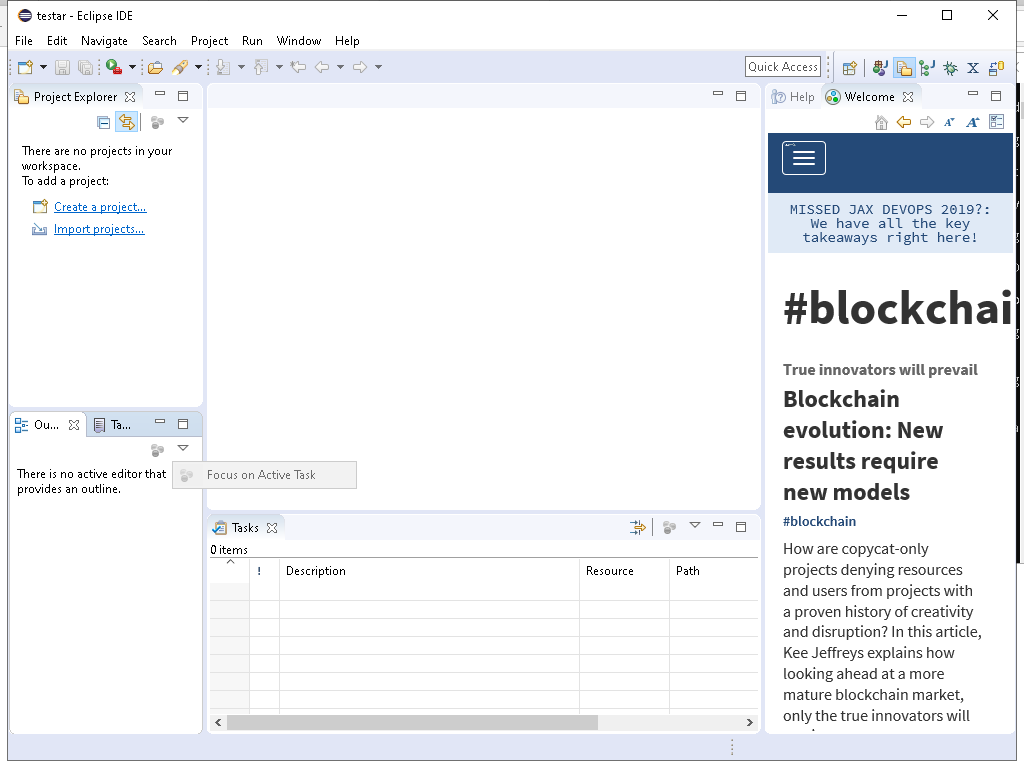 testar - Eclipse IDE
File Edit Navigate Search Project Run Window Help
Quick Access
Project Explorer
There are no projects in your
workspace.
To add a project:
Create a project...
Import projects...
Ou... Ta...
There is no active editor that
provides an outline.
Focus on Active Task
Tasks
0 items
! Description Resource Path
Help Welcome
MISSED JAX DEVOPS 2019?:
We have all the key
takeaways right here!
#blockchai
True innovators will prevail
Blockchain
evolution: New
results require
new models
#blockchain
How are copycat-only
projects denying resources
and users from projects with
a proven history of creativity
and disruption? In this article,
Kee Jeffreys explains how
looking ahead at a more
mature blockchain market,
only the true innovators will